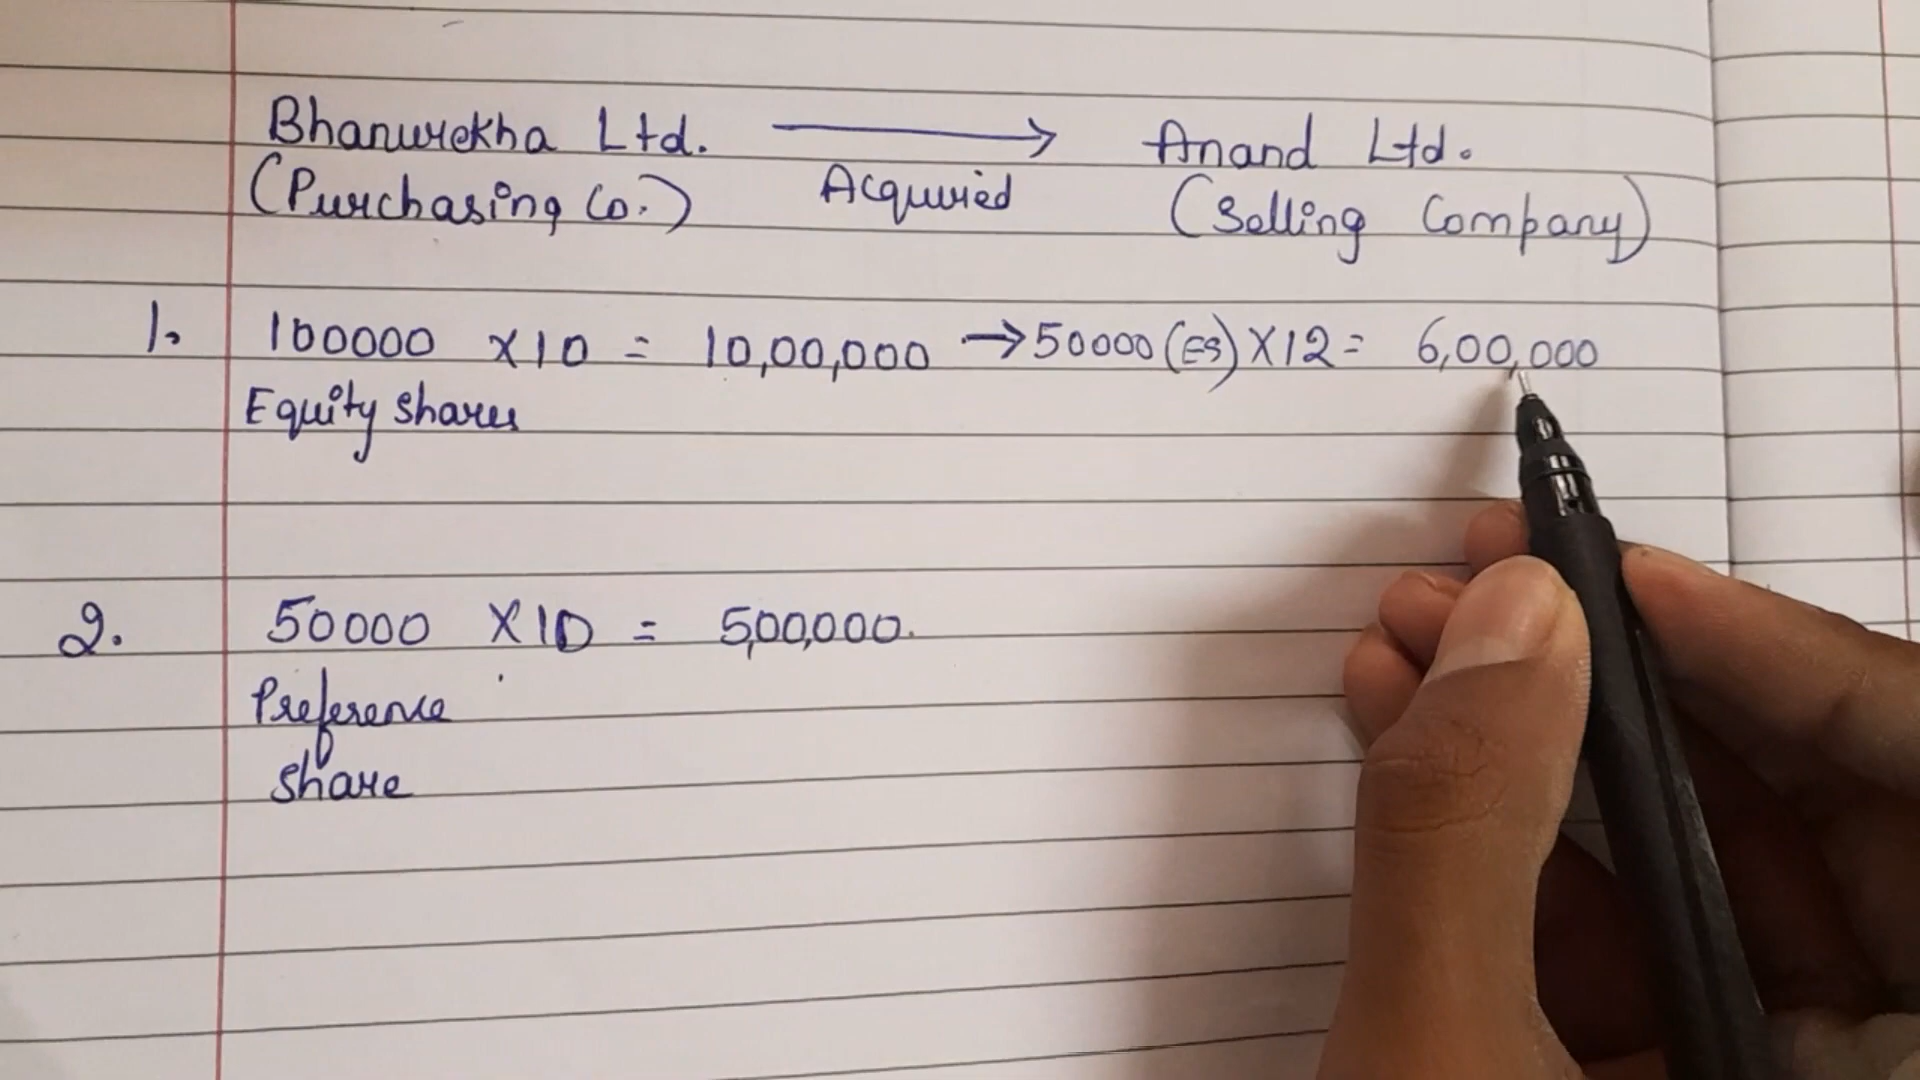 Bhanurekha Ltd. → Anand Ltd.
(Purchasing Co.) Acquried (Selling Company)
1. 100000 X10 = 10,00,000 → 50000 (ES) X12 = 6,00,000
Equity shares
2. 50000 X10 = 5,00,000.
Preference
share